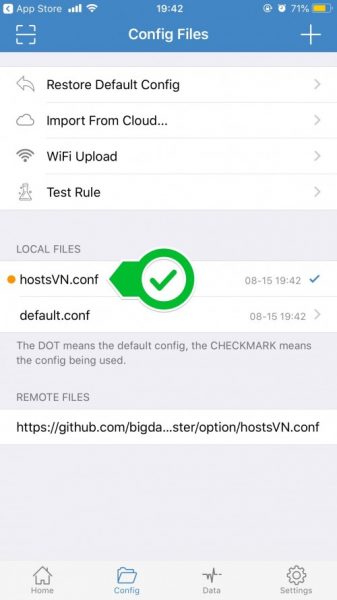 App Store 19:42 71%
Config Files
Restore Default Config
Import From Cloud...
WiFi Upload
Test Rule
LOCAL FILES
hostsVN.conf 08-15 19:42
default.conf 08-15 19:42
The DOT means the default config, the CHECKMARK means
the config being used.
REMOTE FILES
https://github.com/bigda...ster/option/hostsVN.conf
Home Config Data Settings